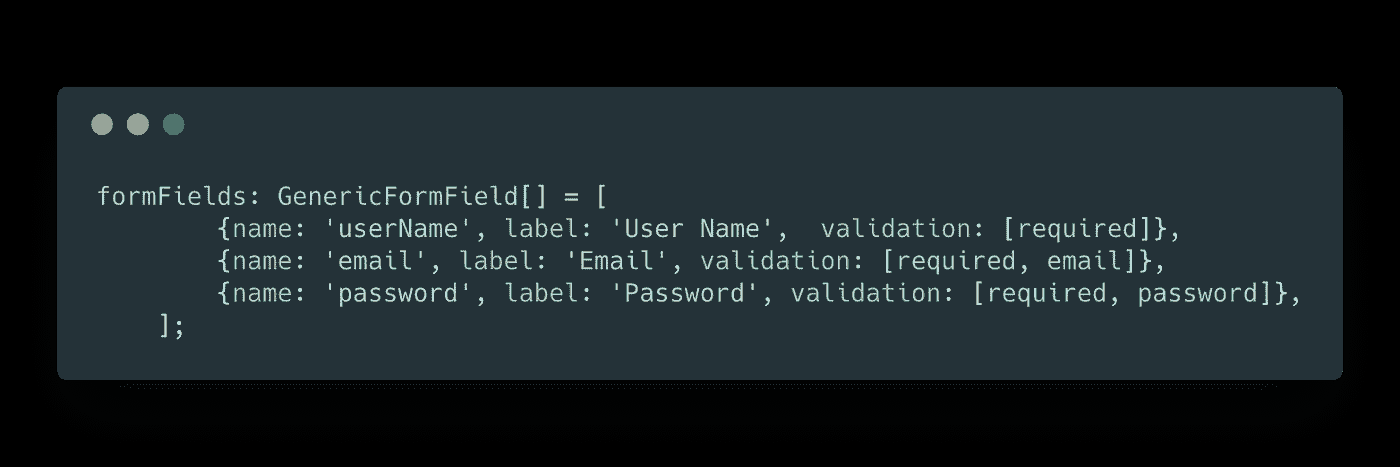 formFields: GenericFormField[] = [
        {name: 'userName', label: 'User Name',  validation: [required]},
        {name: 'email', label: 'Email', validation: [required, email]},
        {name: 'password', label: 'Password', validation: [required, password]},
    ];